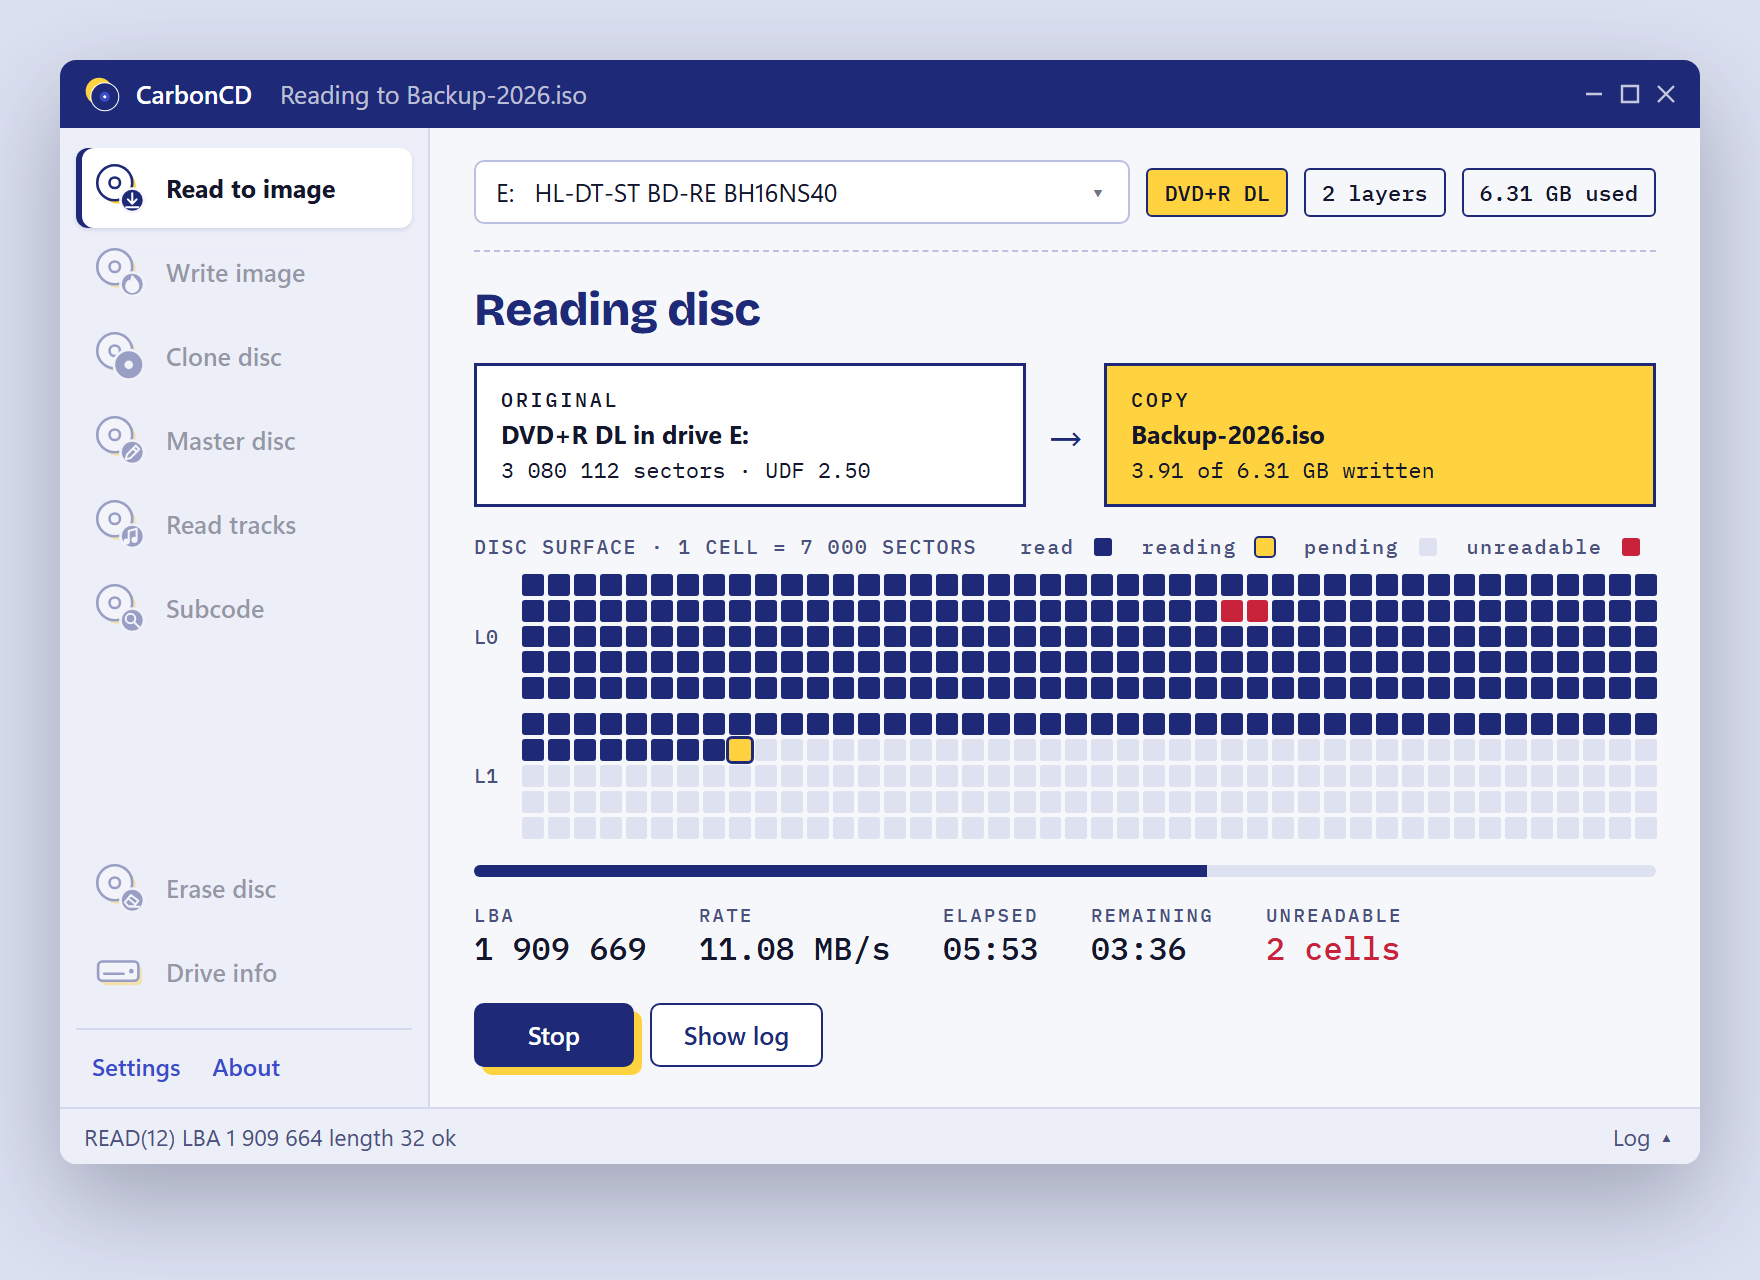 CarbonCD Reading to Backup-2026.iso
Read to image
Write image
Clone disc
Master disc
Read tracks
Subcode
Erase disc
Drive info
Settings About
E: HL-DT-ST BD-RE BH16NS40
DVD+R DL
2 layers
6.31 GB used
Reading disc
ORIGINAL
DVD+R DL in drive E:
3 080 112 sectors · UDF 2.50
→
COPY
Backup-2026.iso
3.91 of 6.31 GB written
DISC SURFACE · 1 CELL = 7 000 SECTORS
read reading pending unreadable
L0
L1
LBA
1 909 669
RATE
11.08 MB/s
ELAPSED
05:53
REMAINING
03:36
UNREADABLE
2 cells
Stop
Show log
READ(12) LBA 1 909 664 length 32 ok
Log ▲